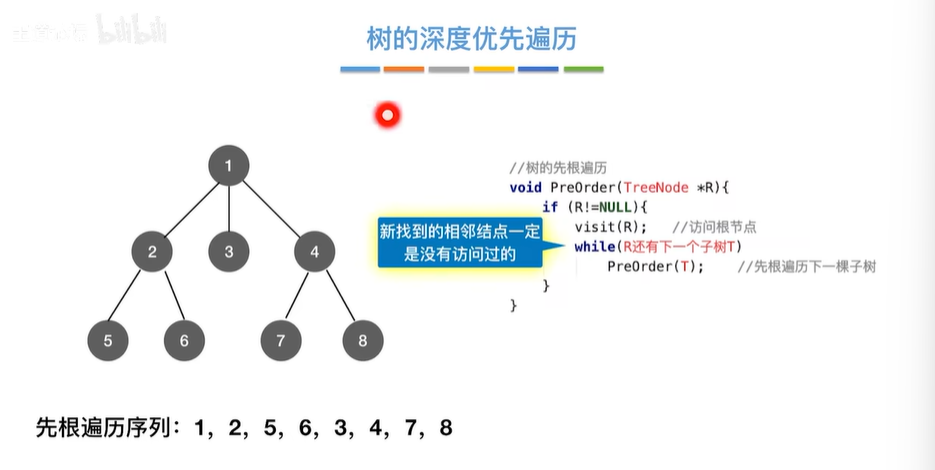 bilibili
树的深度优先遍历
1
2
3
4
5
6
7
8
//树的先根遍历
void PreOrder(TreeNode *R){
if (R!=NULL){
visit(R); //访问根节点
while(R还有下一个子树T)
PreOrder(T); //先根遍历下一棵子树
}
}
新找到的相邻结点一定
是没有访问过的
先根遍历序列：1，2，5，6，3，4，7，8